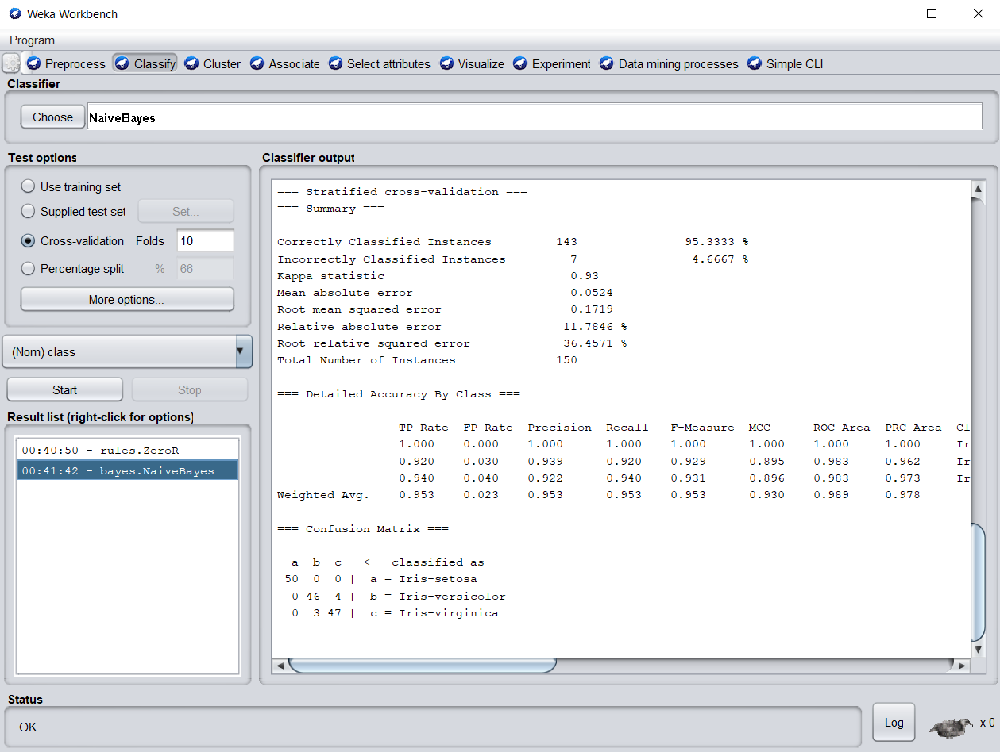 Weka Workbench
Program
Preprocess Classify Cluster Associate Select attributes Visualize Experiment Data mining processes Simple CLI
Classifier
Choose NaiveBayes
Test options
Use training set
Supplied test set Set...
Cross-validation Folds 10
Percentage split % 66
More options...
(Nom) class
Start Stop
Result list (right-click for options)
00:40:50 - rules.ZeroR
00:41:42 - bayes.NaiveBayes
Classifier output
=== Stratified cross-validation ===
=== Summary ===
Correctly Classified Instances 143 95.3333 %
Incorrectly Classified Instances 7 4.6667 %
Kappa statistic 0.93
Mean absolute error 0.0524
Root mean squared error 0.1719
Relative absolute error 11.7846 %
Root relative squared error 36.4571 %
Total Number of Instances 150
=== Detailed Accuracy By Class ===
TP Rate FP Rate Precision Recall F-Measure MCC ROC Area PRC Area Cl
1.000 0.000 1.000 1.000 1.000 1.000 1.000 1.000 Ir
0.920 0.030 0.939 0.920 0.929 0.895 0.983 0.962 Ir
0.940 0.040 0.922 0.940 0.931 0.896 0.983 0.973 Ir
Weighted Avg. 0.953 0.023 0.953 0.953 0.953 0.930 0.989 0.978
=== Confusion Matrix ===
a b c <-- classified as
50 0 0 | a = Iris-setosa
0 46 4 | b = Iris-versicolor
0 3 47 | c = Iris-virginica
Status
OK
Log x 0